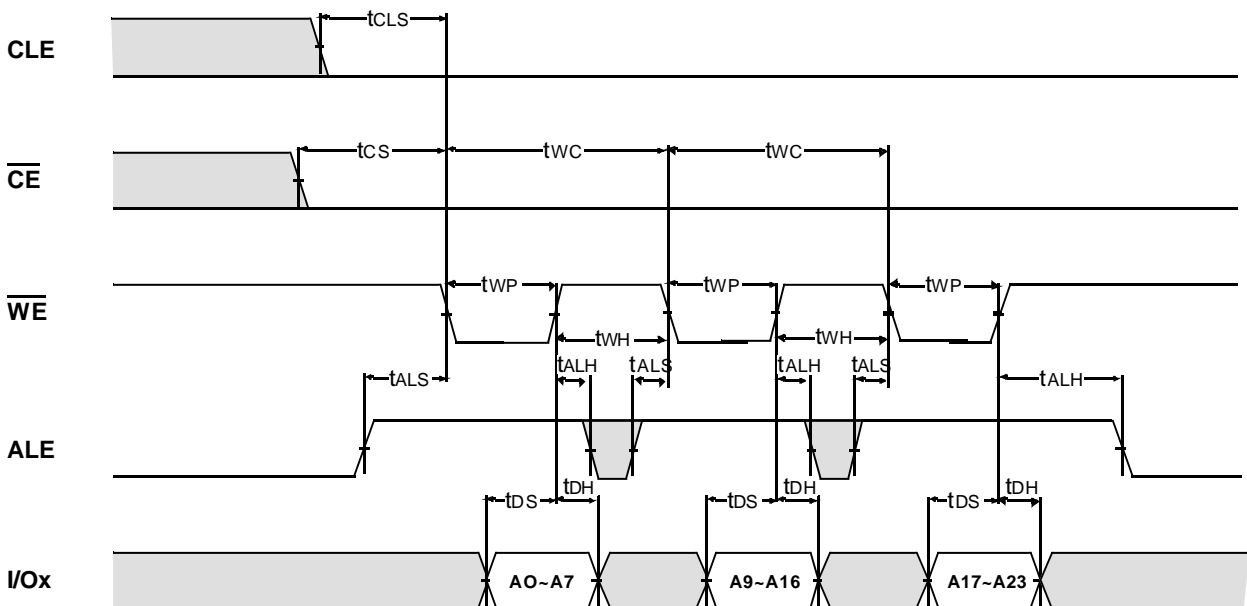 CLE
tCLS
CE
tCS
tWC
tWC
WE
tWP
tWP
tWP
tWH
tWH
tALS
tALH
tALS
tALH
tALS
tALH
ALE
tDS
tDH
tDS
tDH
tDS
tDH
I/Ox
AO~A7
A9~A16
A17~A23